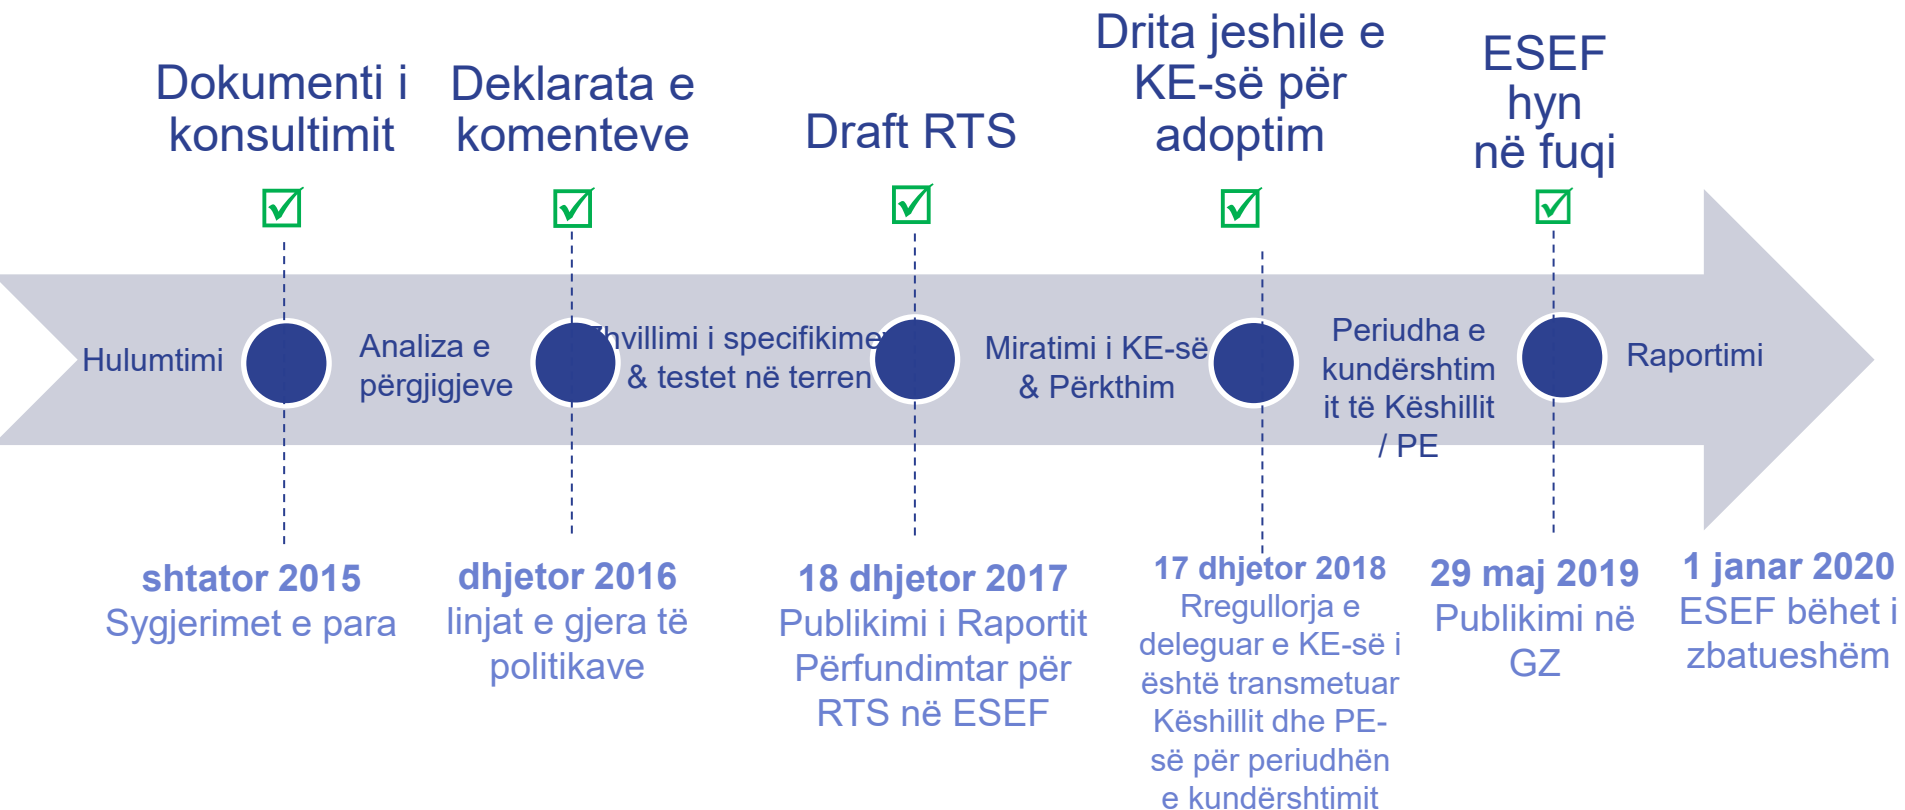 Dokumenti i
konsultimit
Deklarata e
komenteve
Draft RTS
Drita jeshile e
KE-së për
adoptim
ESEF
hyn
në fuqi
Hulumtimi
Analiza e
përgjigjeve
hvillimi i specifikime
& testet në terren
Miratimi i KE-së
& Përkthim
Periudha e
kundërshtim
it të Këshillit
/ PE
Raportimi
shtator 2015
Sygjerimet e para
dhjetor 2016
linjat e gjera të
politikave
18 dhjetor 2017
Publikimi i Raportit
Përfundimtar për
RTS në ESEF
17 dhjetor 2018
Rregullorja e
deleguar e KE-së i
është transmetuar
Këshillit dhe PE-
së për periudhën
e kundërshtimit
29 maj 2019
Publikimi në
GZ
1 janar 2020
ESEF bëhet i
zbatueshëm